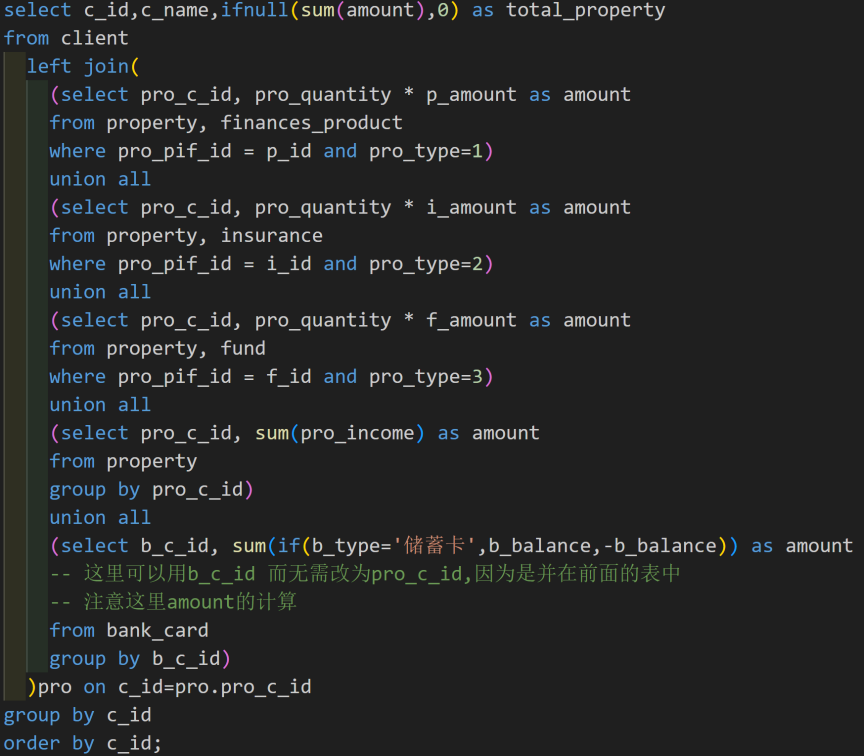 select c_id,c_name,ifnull(sum(amount),0) as total_property
from client
left join(
(select pro_c_id, pro_quantity * p_amount as amount
from property, finances_product
where pro_pif_id = p_id and pro_type=1)
union all
(select pro_c_id, pro_quantity * i_amount as amount
from property, insurance
where pro_pif_id = i_id and pro_type=2)
union all
(select pro_c_id, pro_quantity * f_amount as amount
from property, fund
where pro_pif_id = f_id and pro_type=3)
union all
(select pro_c_id, sum(pro_income) as amount
from property
group by pro_c_id)
union all
(select b_c_id, sum(if(b_type='储蓄卡',b_balance,-b_balance)) as amount
-- 这里可以用b_c_id 而无需改为pro_c_id,因为是并在前面的表中
-- 注意这里amount的计算
from bank_card
group by b_c_id)
)pro on c_id=pro.pro_c_id
group by c_id
order by c_id;